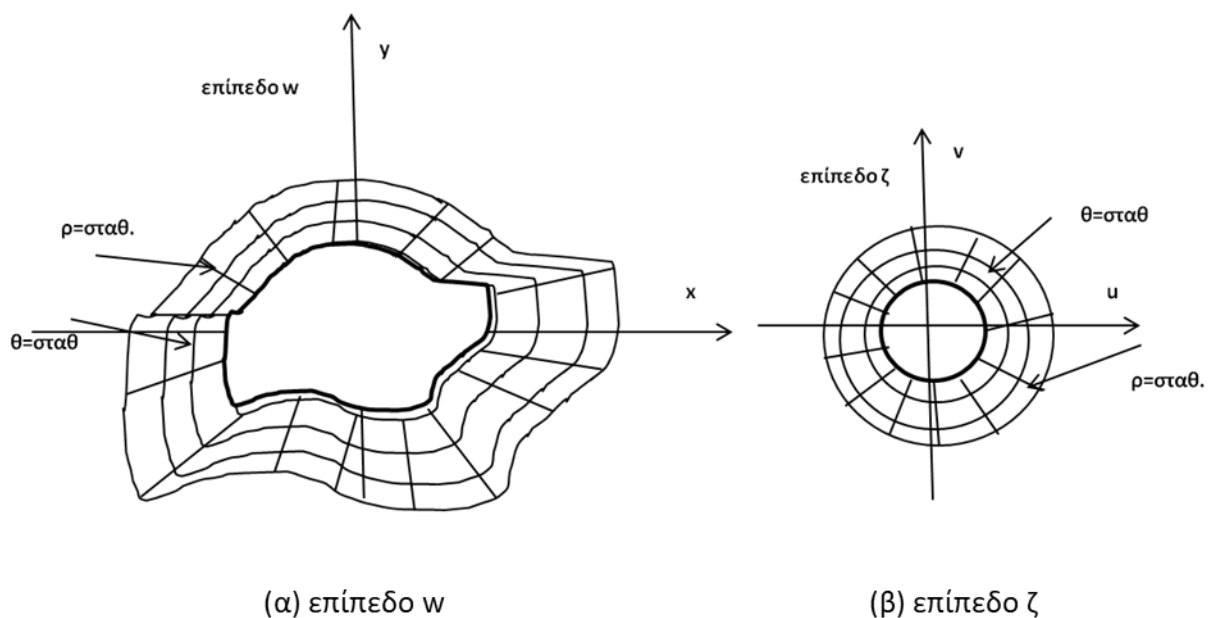 y
επίπεδο w
ρ=σταθ.
x
θ=σταθ
v
επίπεδο ζ
θ=σταθ
u
ρ=σταθ.
(α) επίπεδο w
(β) επίπεδο ζ